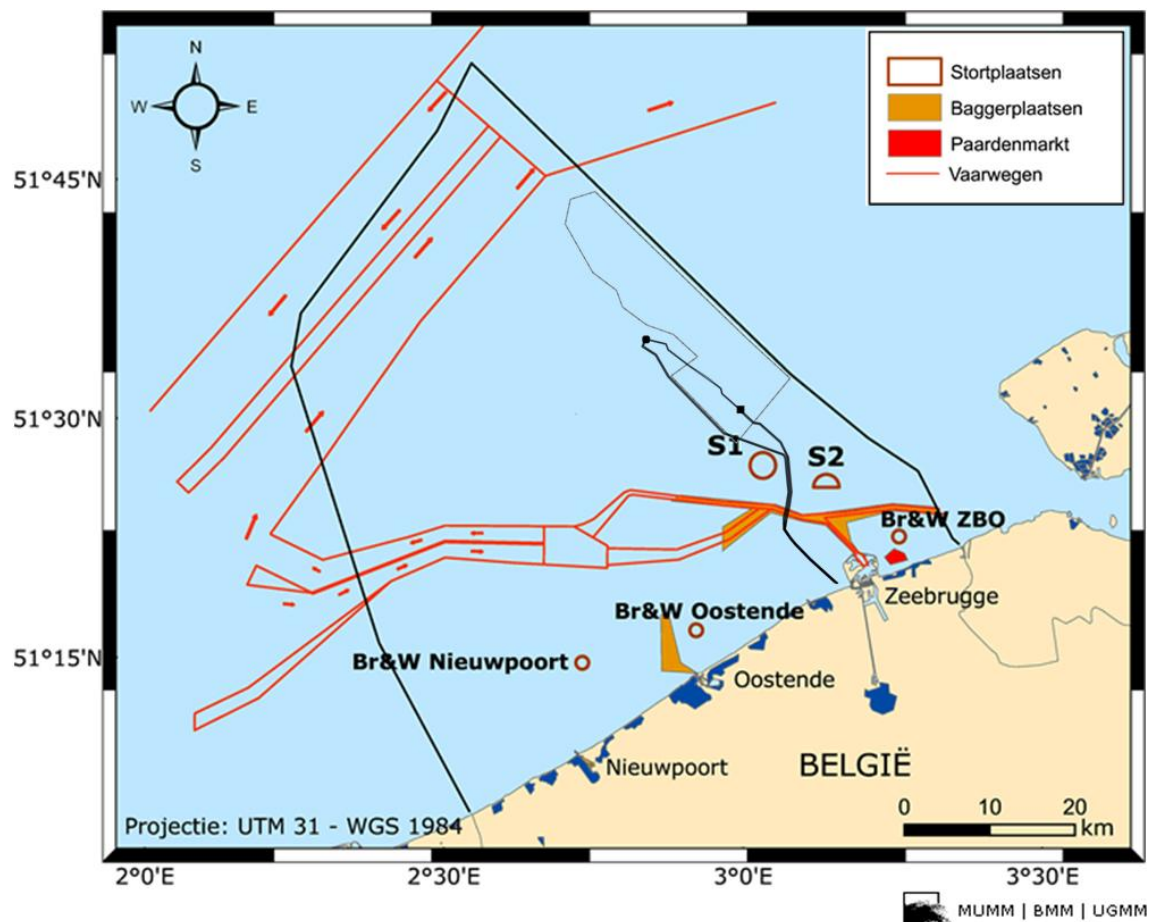 N
W
E
S
Stortplaatsen
Baggerplaatsen
Paardenmarkt
Vaarwegen
51°45'N
51°30'N
S1
S2
Br&W ZBO
Zeebrugge
Br&W Oostende
51°15'N
Br&W Nieuwpoort
Oostende
Nieuwpoort
BELGIË
0 10 20
km
Projectie: UTM 31 - WGS 1984
2°0'E 2°30'E 3°0'E 3°30'E
MUMM | BMM | UGMM